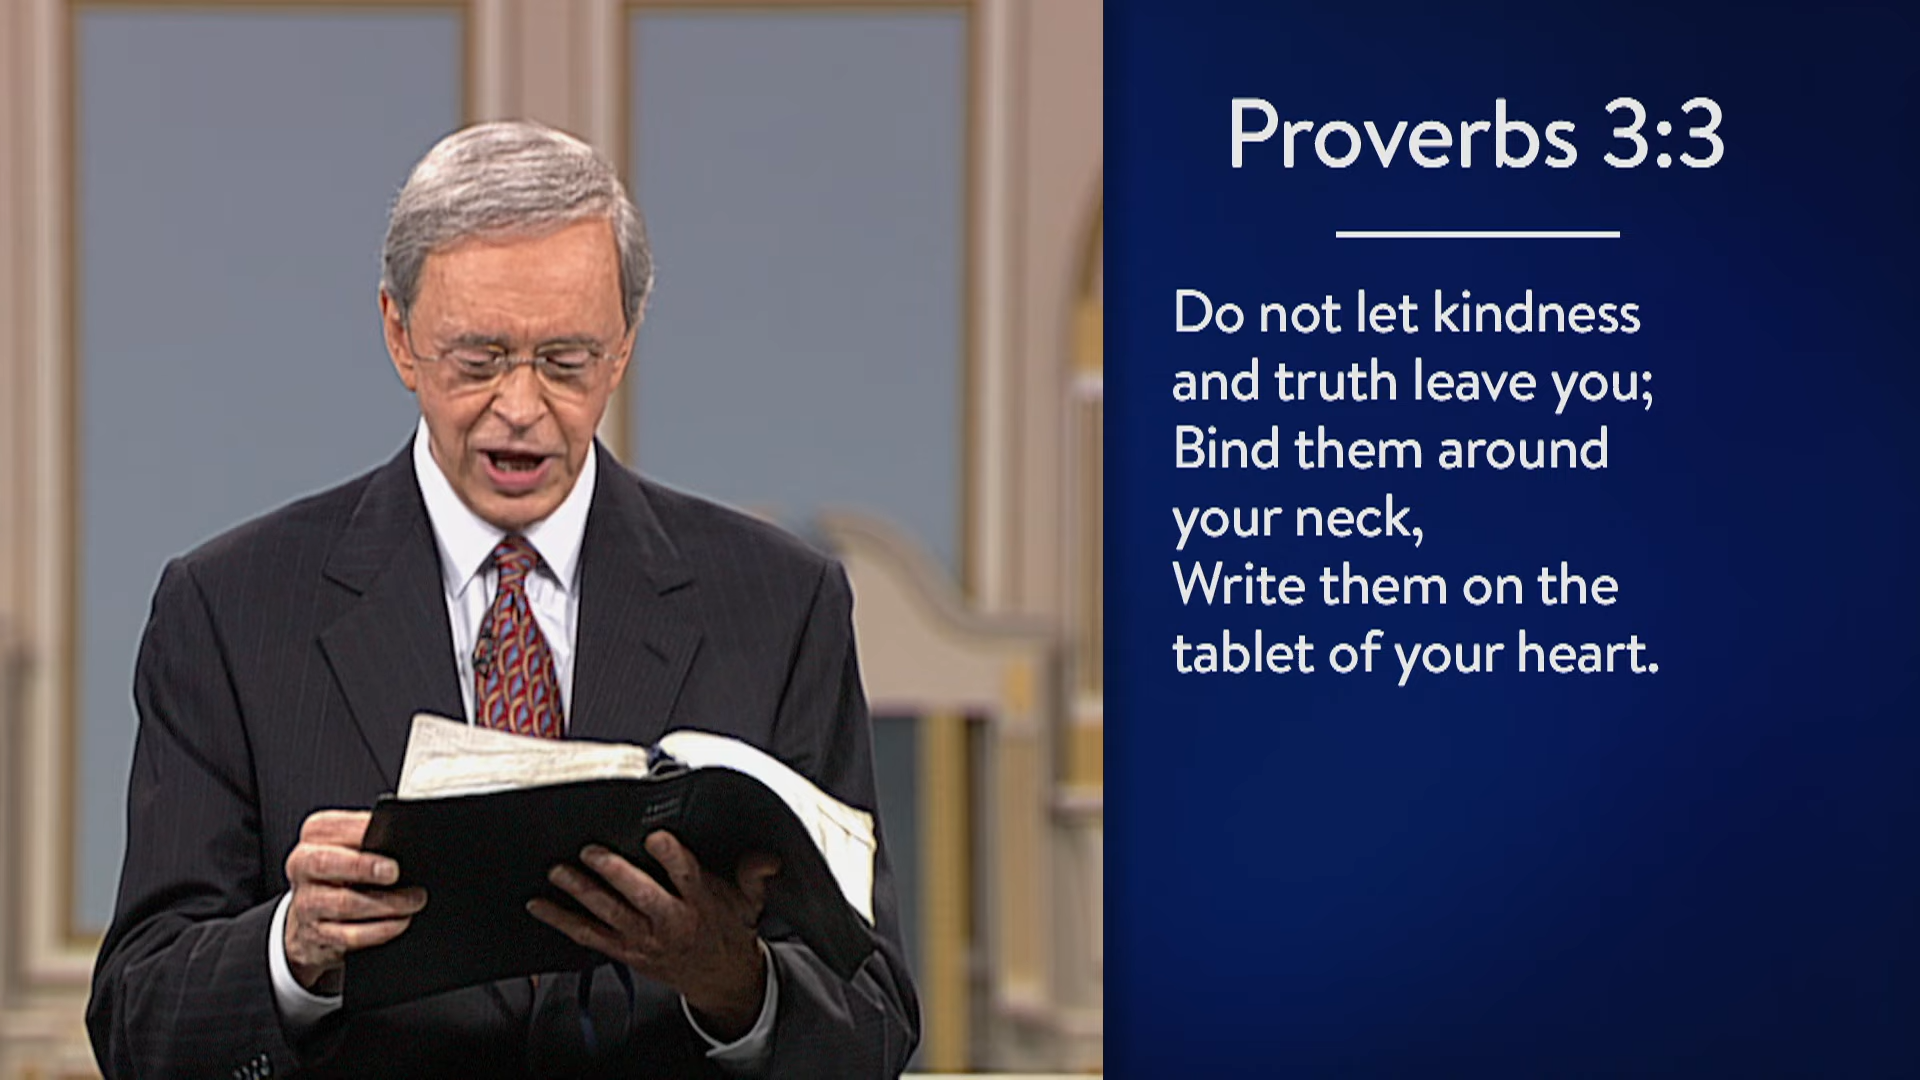 Proverbs 3:3
Do not let kindness
and truth leave you;
Bind them around
your neck,
Write them on the
tablet of your heart.